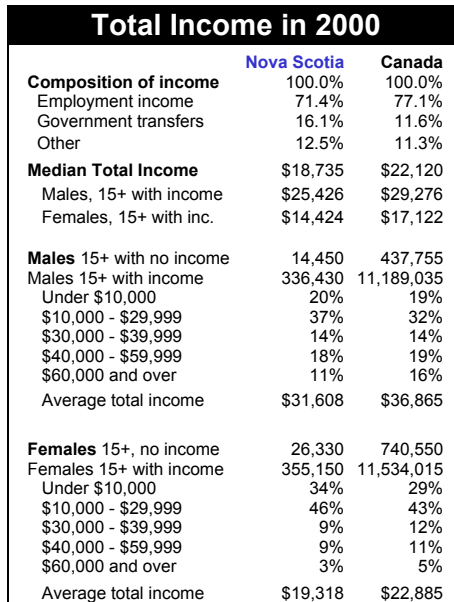 Total Income in 2000
Nova Scotia Canada
Composition of income 100.0% 100.0%
Employment income 71.4% 77.1%
Government transfers 16.1% 11.6%
Other 12.5% 11.3%
Median Total Income $18,735 $22,120
Males, 15+ with income $25,426 $29,276
Females, 15+ with inc. $14,424 $17,122
Males 15+ with no income 14,450 437,755
Males 15+ with income 336,430 11,189,035
Under $10,000 20% 19%
$10,000 - $29,999 37% 32%
$30,000 - $39,999 14% 14%
$40,000 - $59,999 18% 19%
$60,000 and over 11% 16%
Average total income $31,608 $36,865
Females 15+, no income 26,330 740,550
Females 15+ with income 355,150 11,534,015
Under $10,000 34% 29%
$10,000 - $29,999 46% 43%
$30,000 - $39,999 9% 12%
$40,000 - $59,999 9% 11%
$60,000 and over 3% 5%
Average total income $19,318 $22,885